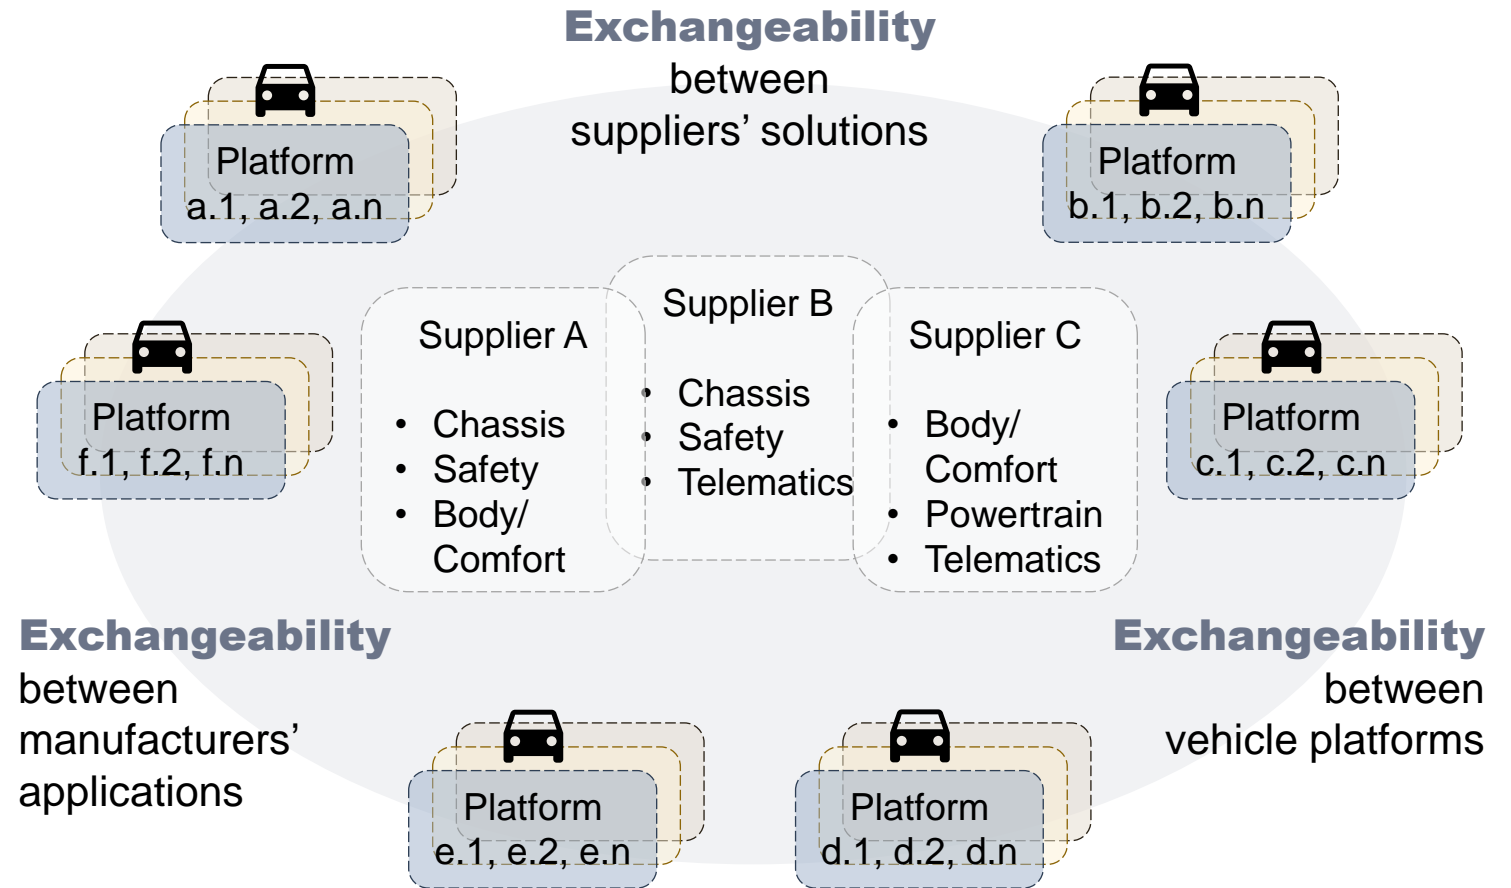 Exchangeability
between
suppliers’ solutions
Platform
a.1, a.2, a.n
Platform
b.1, b.2, b.n
Supplier A
• Chassis
• Safety
• Body/
Comfort
Supplier B
• Chassis
• Safety
• Telematics
Supplier C
• Body/
Comfort
• Powertrain
• Telematics
Platform
f.1, f.2, f.n
Platform
c.1, c.2, c.n
Exchangeability
between
manufacturers’
applications
Exchangeability
between
vehicle platforms
Platform
e.1, e.2, e.n
Platform
d.1, d.2, d.n